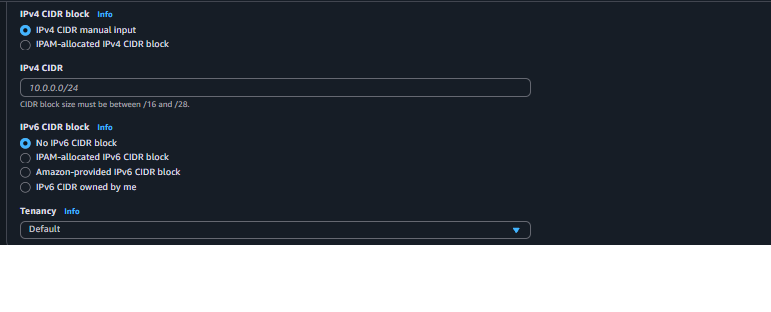 IPv4 CIDR block Info
IPv4 CIDR manual input
IPAM-allocated IPv4 CIDR block
IPv4 CIDR
10.0.0.0/24
CIDR block size must be between /16 and /28.
IPv6 CIDR block Info
No IPv6 CIDR block
IPAM-allocated IPv6 CIDR block
Amazon-provided IPv6 CIDR block
IPv6 CIDR owned by me
Tenancy Info
Default